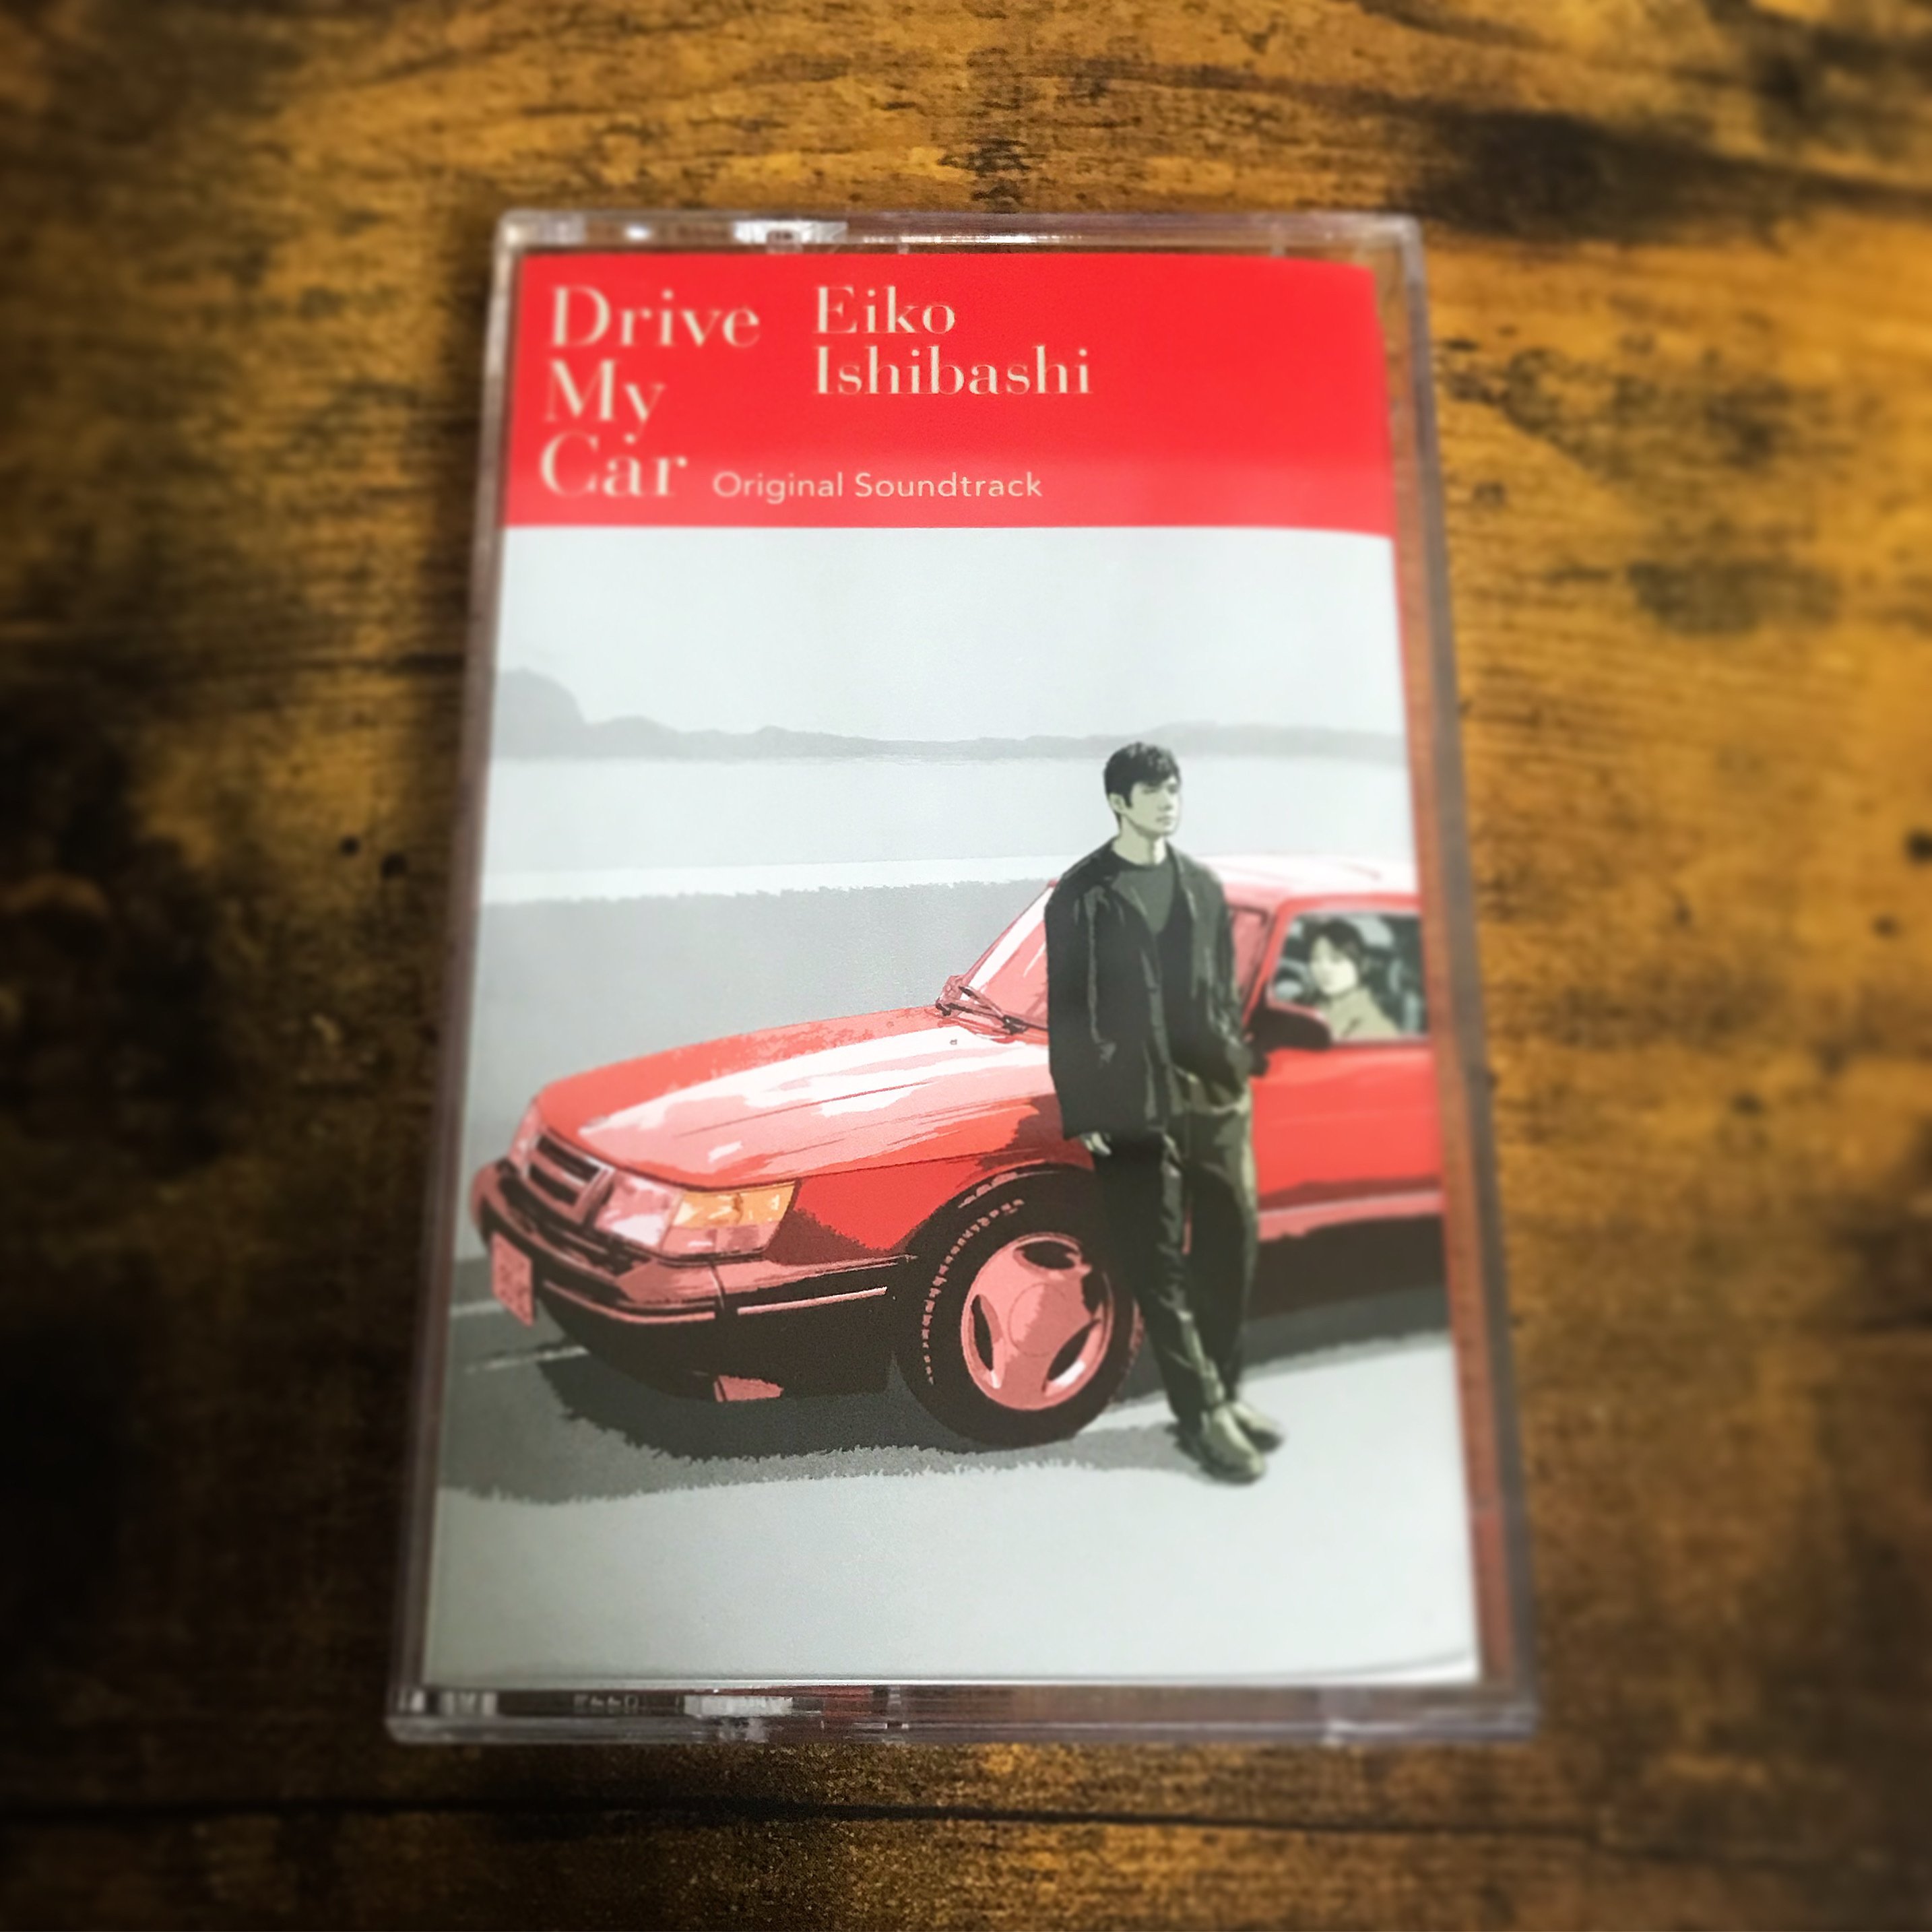 Drive
My
Car
Eiko
Ishibashi
Original Soundtrack